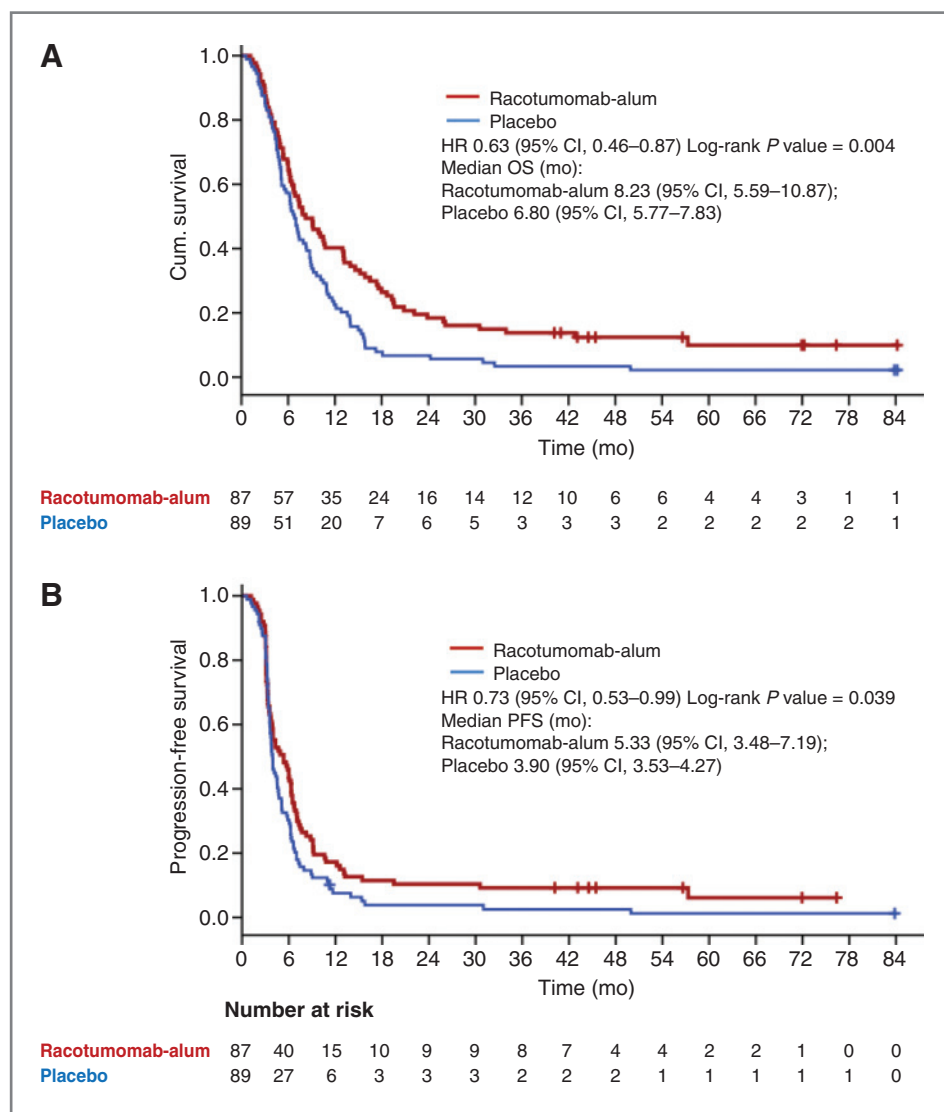 A
Cum. survival
1.0
0.8
0.6
0.4
0.2
0.0
Racotumomab-alum
Placebo
HR 0.63 (95% CI, 0.46–0.87) Log-rank P value = 0.004
Median OS (mo):
Racotumomab-alum 8.23 (95% CI, 5.59–10.87);
Placebo 6.80 (95% CI, 5.77–7.83)
0 6 12 18 24 30 36 42 48 54 60 66 72 78 84
Time (mo)
Racotumomab-alum 87 57 35 24 16 14 12 10 6 6 4 4 3 1 1
Placebo 89 51 20 7 6 5 3 3 3 2 2 2 2 2 1
B
Progression-free survival
1.0
0.8
0.6
0.4
0.2
0.0
Racotumomab-alum
Placebo
HR 0.73 (95% CI, 0.53–0.99) Log-rank P value = 0.039
Median PFS (mo):
Racotumomab-alum 5.33 (95% CI, 3.48–7.19);
Placebo 3.90 (95% CI, 3.53–4.27)
0 6 12 18 24 30 36 42 48 54 60 66 72 78 84
Time (mo)
Number at risk
Racotumomab-alum 87 40 15 10 9 9 8 7 4 4 2 2 1 0 0
Placebo 89 27 6 3 3 3 2 2 2 1 1 1 1 1 0